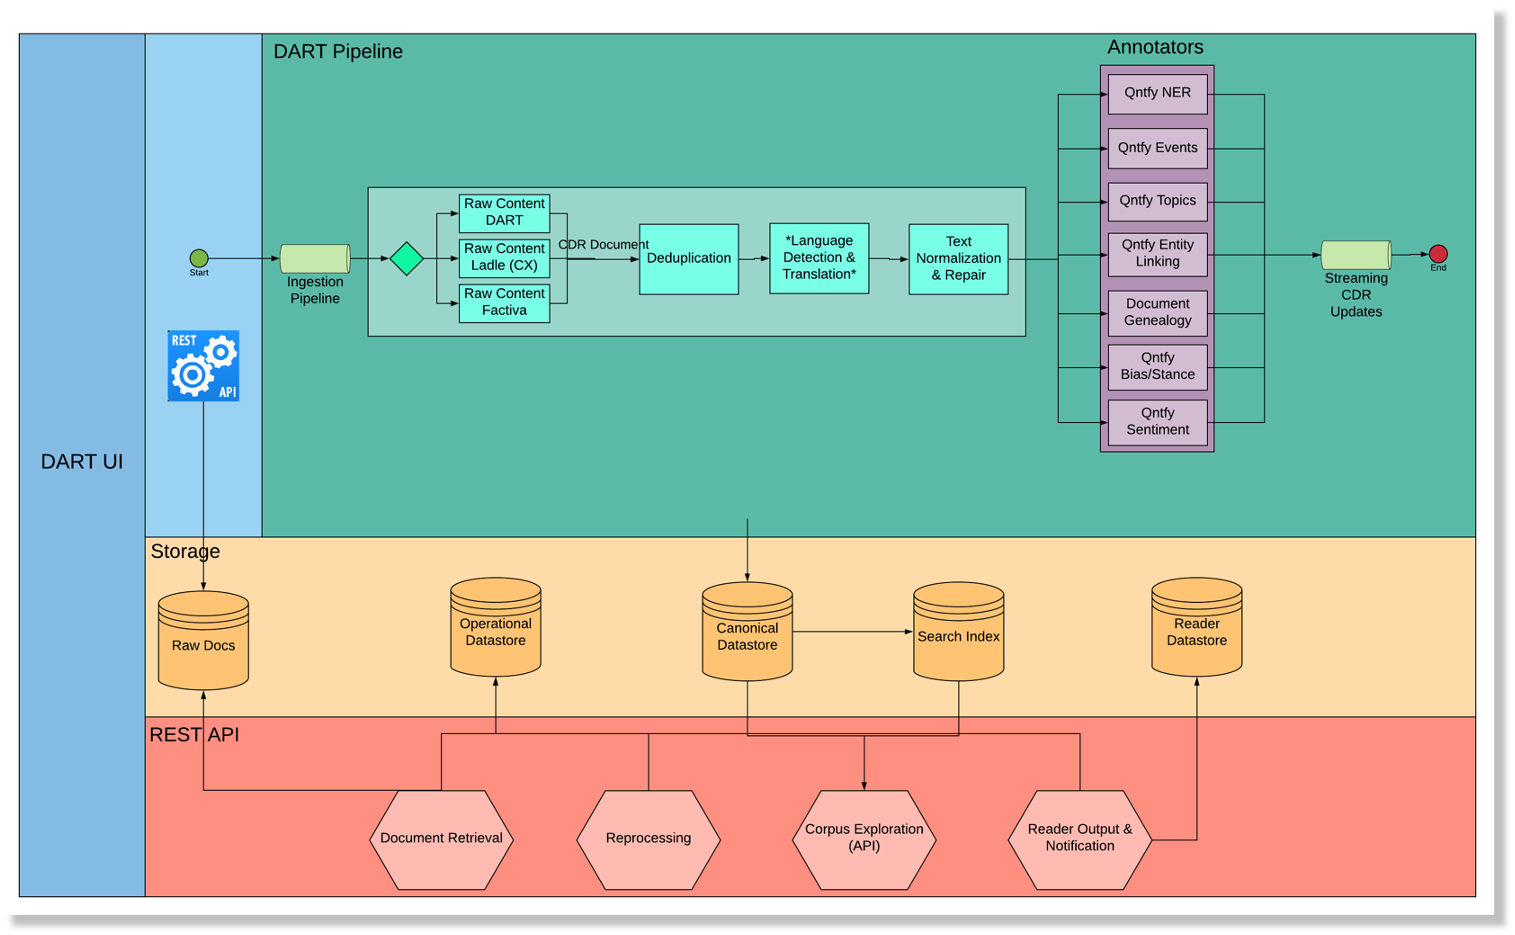 DART UI
DART Pipeline
Annotators
Start
REST
API
Ingestion
Pipeline
Raw Content
DART
Raw Content
Ladle (CX)
Raw Content
Factiva
CDR Document
Deduplication
*Language
Detection &
Translation*
Text
Normalization
& Repair
Qntfy NER
Qntfy Events
Qntfy Topics
Qntfy Entity
Linking
Document
Genealogy
Qntfy
Bias/Stance
Qntfy
Sentiment
Streaming
CDR
Updates
End
Storage
Raw Docs
Operational
Datastore
Canonical
Datastore
Search Index
Reader
Datastore
REST API
Document Retrieval
Reprocessing
Corpus Exploration
(API)
Reader Output &
Notification